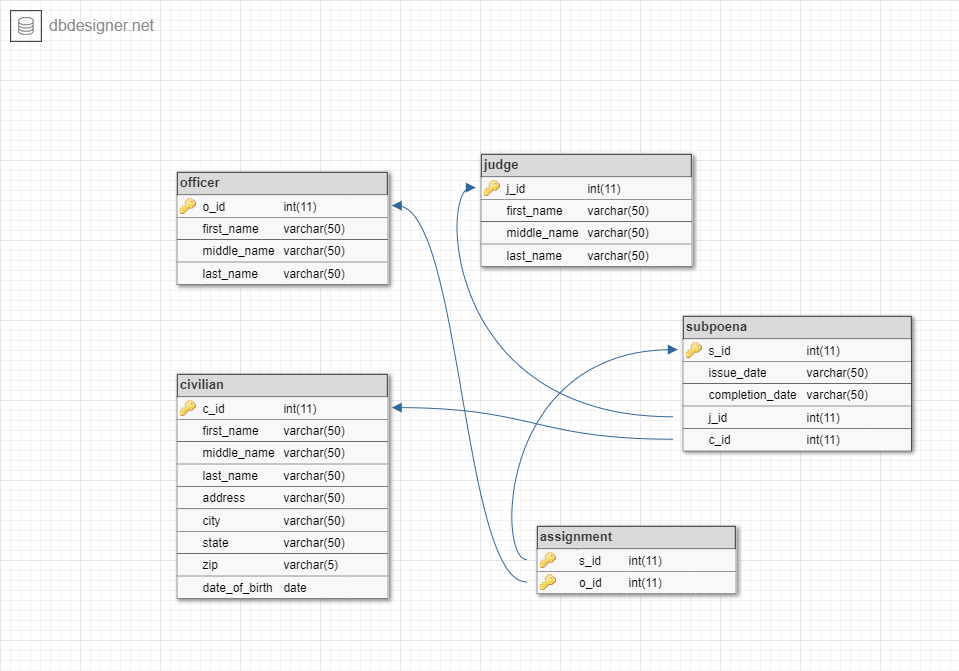 dbdesigner.net
officer
o_id int(11)
first_name varchar(50)
middle_name varchar(50)
last_name varchar(50)
judge
j_id int(11)
first_name varchar(50)
middle_name varchar(50)
last_name varchar(50)
subpoena
s_id int(11)
issue_date varchar(50)
completion_date varchar(50)
j_id int(11)
c_id int(11)
civilian
c_id int(11)
first_name varchar(50)
middle_name varchar(50)
last_name varchar(50)
address varchar(50)
city varchar(50)
state varchar(50)
zip varchar(5)
date_of_birth date
assignment
s_id int(11)
o_id int(11)